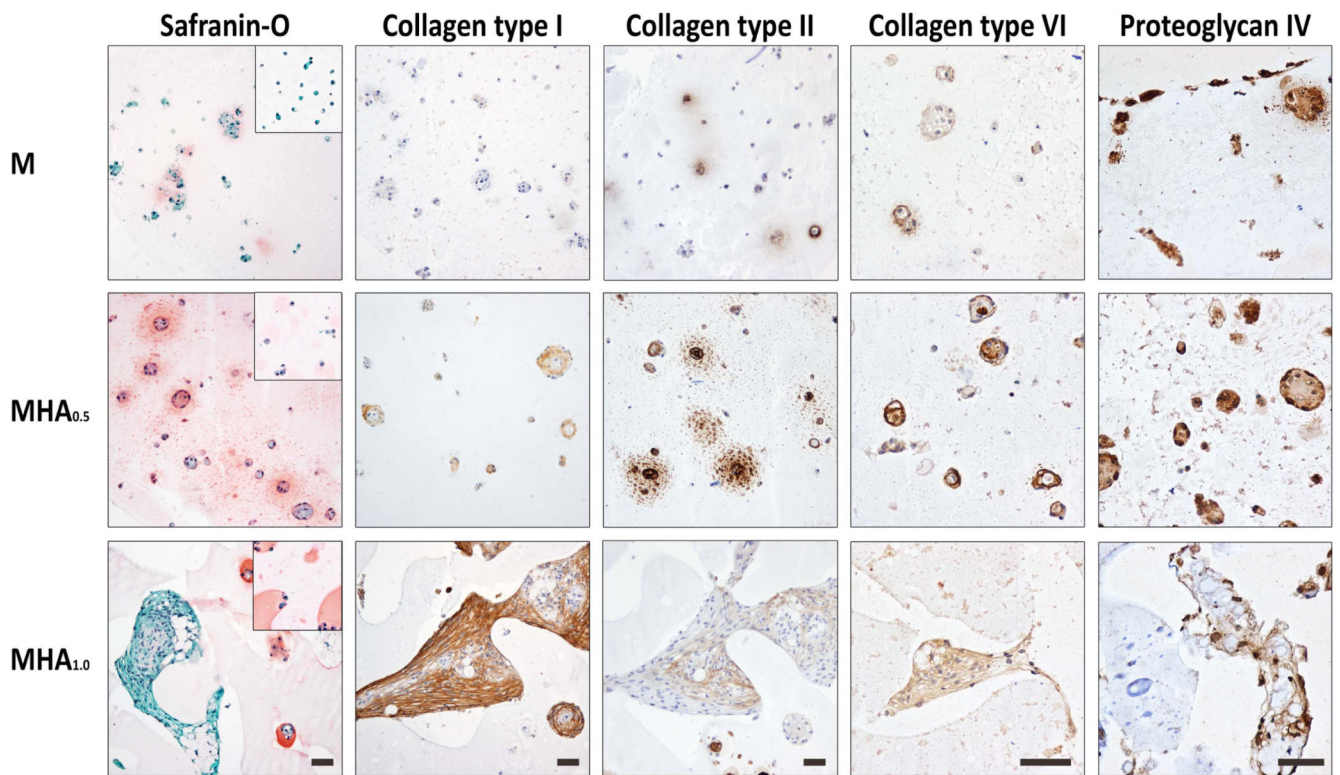 Safranin-O Collagen type I Collagen type II Collagen type VI Proteoglycan IV
M
MHA0.5
MHA1.0